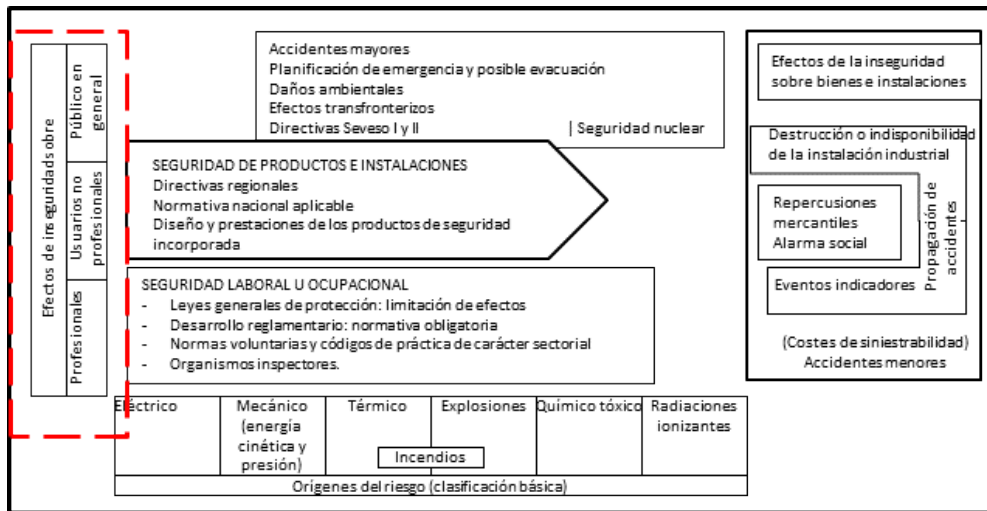 Efectos de inseguridads obre
Público en
general
Usuarios no
profesionales
Profesionales
Accidentes mayores
Planificación de emergencia y posible evacuación
Daños ambientales
Efectos transfronterizos
Directivas Seveso I y II | Seguridad nuclear
SEGURIDAD DE PRODUCTOS E INSTALACIONES
Directivas regionales
Normativa nacional aplicable
Diseño y prestaciones de los productos de seguridad
incorporada
SEGURIDAD LABORAL U OCUPACIONAL
- Leyes generales de protección: limitación de efectos
- Desarrollo reglamentario: normativa obligatoria
- Normas voluntarias y códigos de práctica de carácter sectorial
- Organismos inspectores.
Eléctrico
Mecánico
(energía
cinética y
presión)
Térmico
Explosiones
Incendios
Químico tóxico
Radiaciones
ionizantes
Orígenes del riesgo (clasificación básica)
Efectos de la inseguridad
sobre bienes e instalaciones
Destrucción o indisponibilidad
de la instalación industrial
Repercusiones
mercantiles
Alarma social
Propagación de
accidentes
Eventos indicadores
(Costes de siniestrabilidad)
Accidentes menores